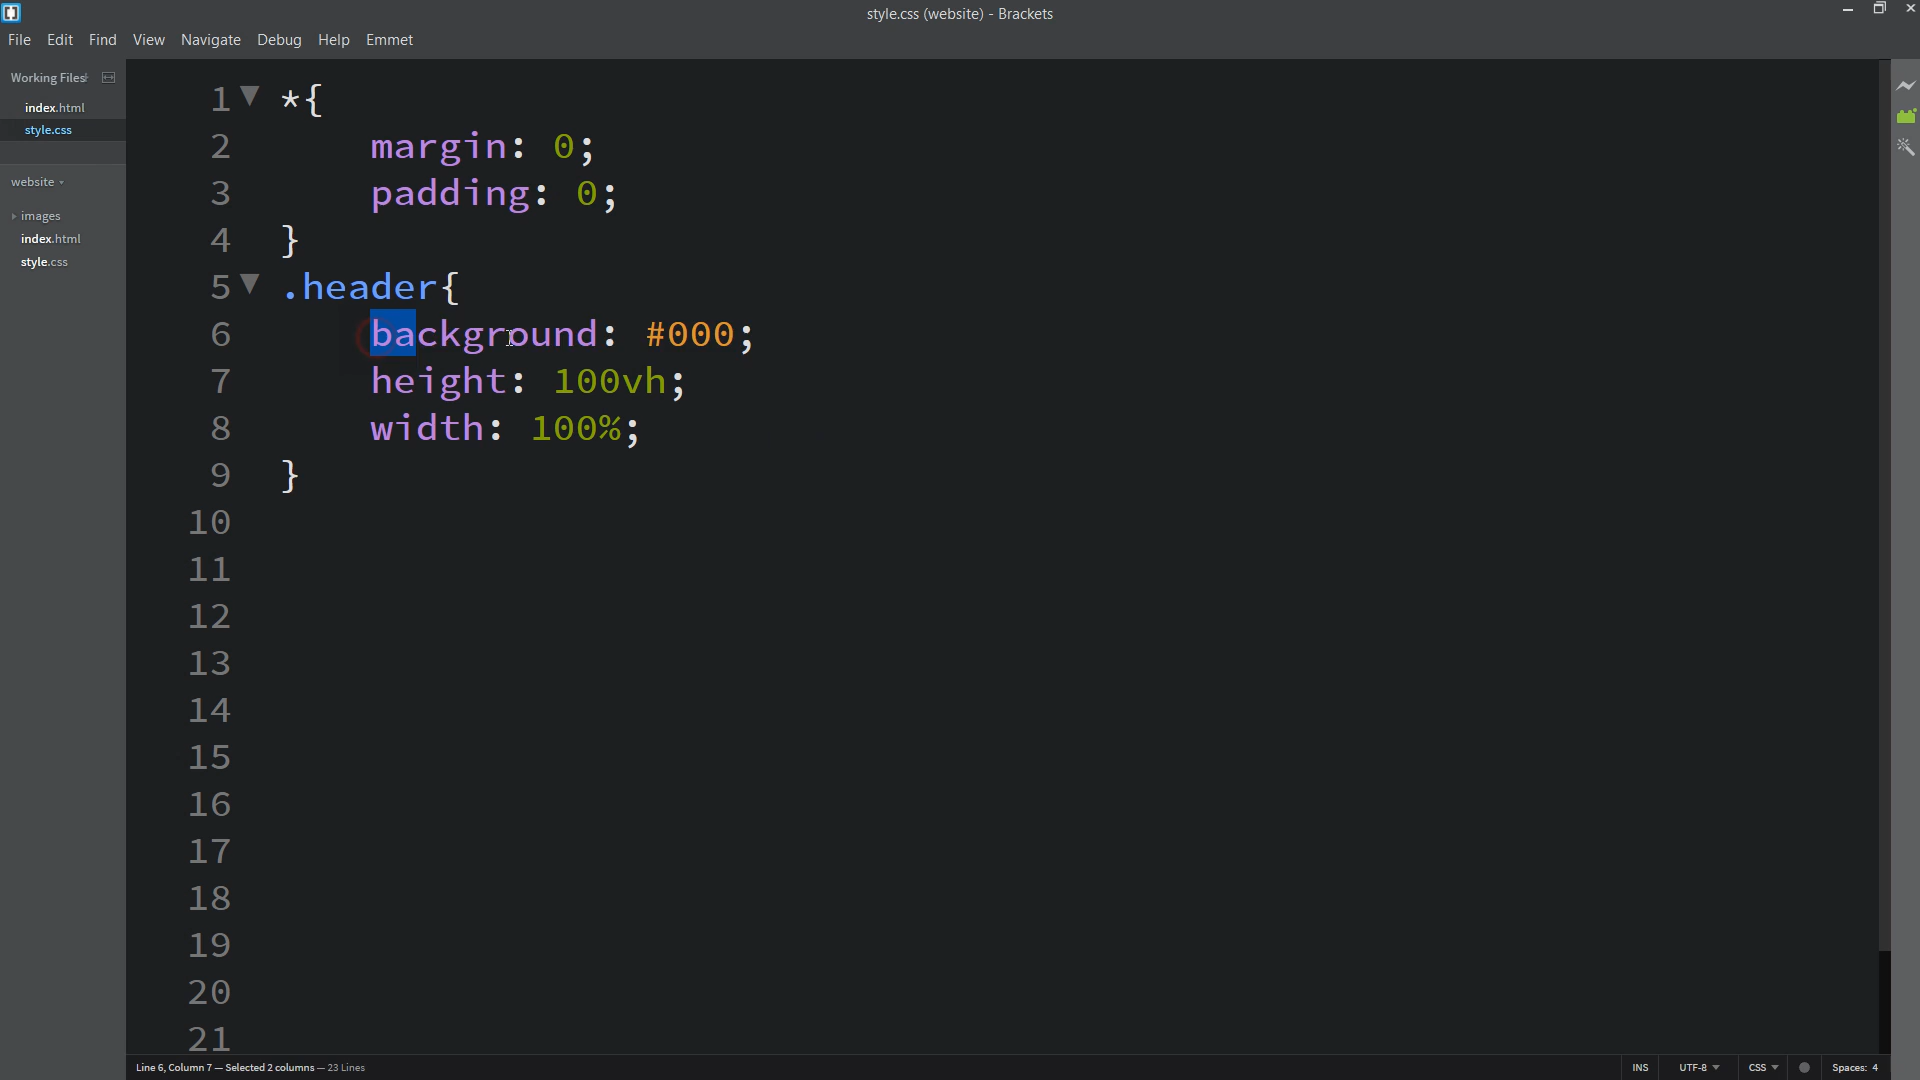 style.css (website) - Brackets
File Edit Find View Navigate Debug Help Emmet
Working Files
index.html
style.css
website
images
index.html
style.css
1 *{
2 margin: 0;
3 padding: 0;
4 }
5 .header{
6 background: #000;
7 height: 100vh;
8 width: 100%;
9 }
10
11
12
13
14
15
16
17
18
19
20
21
Line 6, Column 7 — Selected 2 columns — 23 Lines
INS UTF-8 CSS Spaces: 4